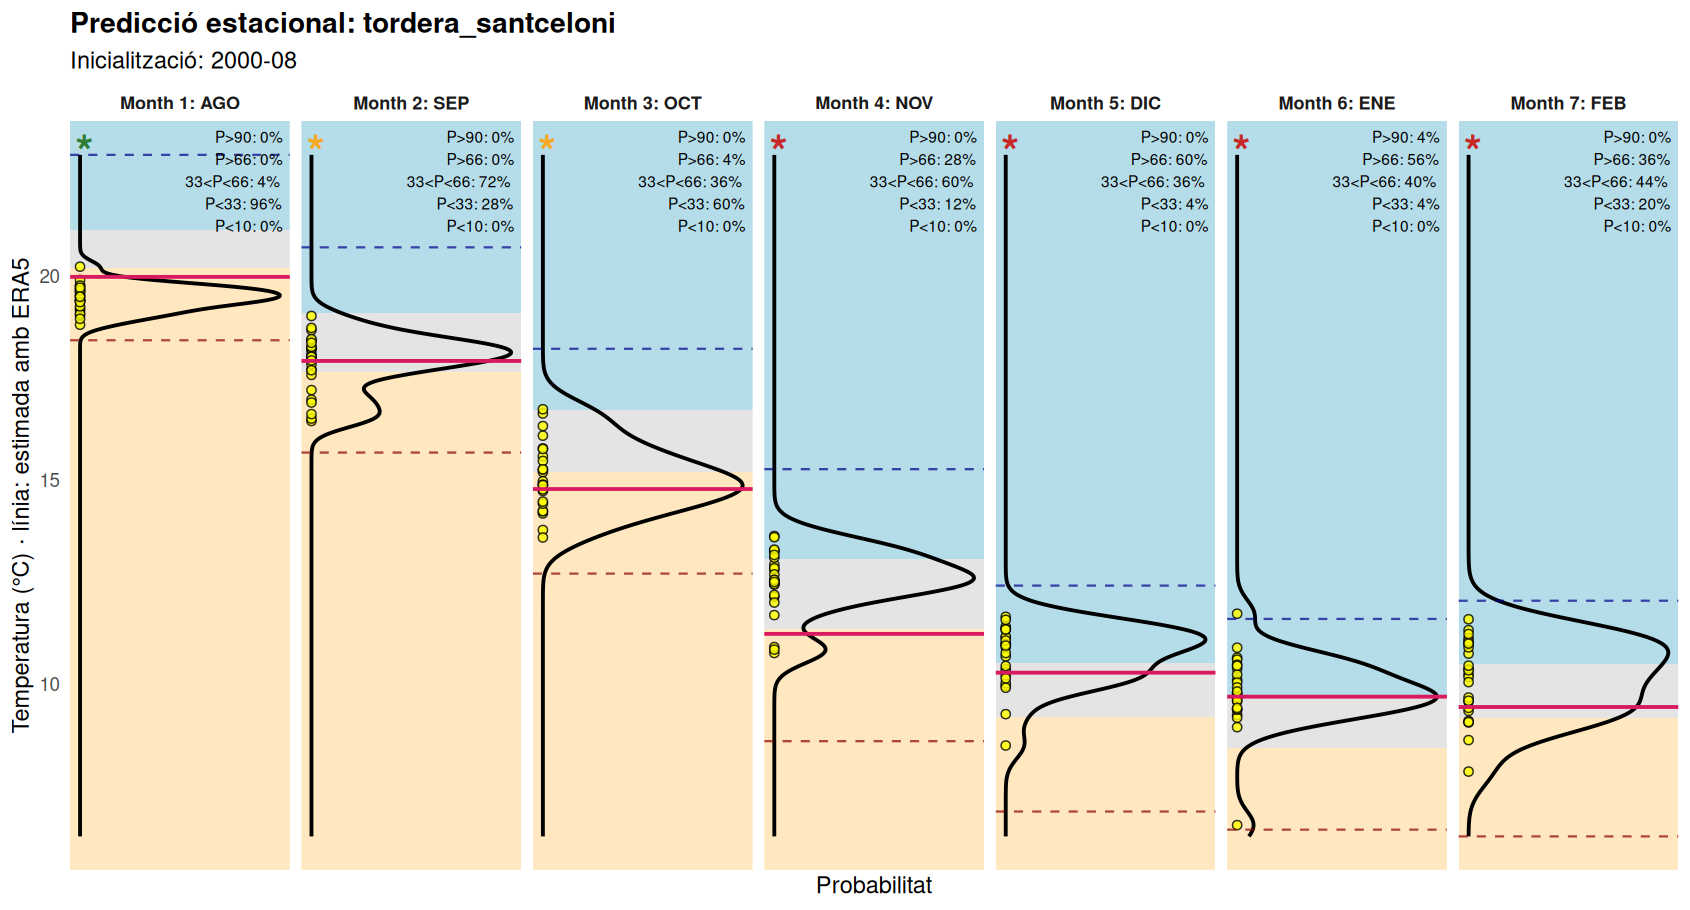 Predicció estacional: tordera_santceloni
Inicialització: 2000-08
Month 1: AGO
Month 2: SEP
Month 3: OCT
Month 4: NOV
Month 5: DIC
Month 6: ENE
Month 7: FEB
*
P>90: 0%
P>66: 0%
33<P<66: 4%
P<33: 96%
P<10: 0%
*
P>90: 0%
P>66: 0%
33<P<66: 72%
P<33: 28%
P<10: 0%
*
P>90: 0%
P>66: 4%
33<P<66: 36%
P<33: 60%
P<10: 0%
*
P>90: 0%
P>66: 28%
33<P<66: 60%
P<33: 12%
P<10: 0%
*
P>90: 0%
P>66: 60%
33<P<66: 36%
P<33: 4%
P<10: 0%
*
P>90: 4%
P>66: 56%
33<P<66: 40%
P<33: 4%
P<10: 0%
*
P>90: 0%
P>66: 36%
33<P<66: 44%
P<33: 20%
P<10: 0%
Temperatura (°C) · línia: estimada amb ERA5
20
15
10
Probabilitat